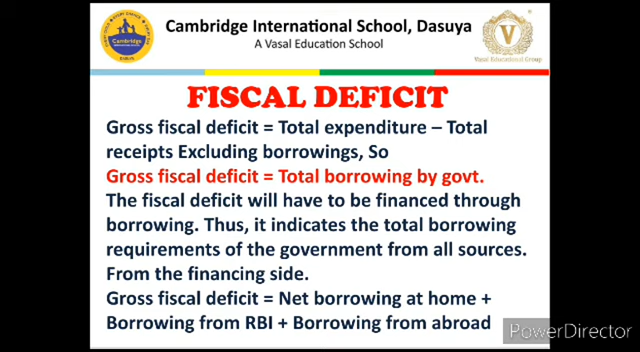 Cambridge International School, Dasuya
A Vasal Education School
Cambridge
V
Vasal Educational Group
FISCAL DEFICIT
Gross fiscal deficit = Total expenditure – Total
receipts Excluding borrowings, So
Gross fiscal deficit = Total borrowing by govt.
The fiscal deficit will have to be financed through
borrowing. Thus, it indicates the total borrowing
requirements of the government from all sources.
From the financing side.
Gross fiscal deficit = Net borrowing at home +
Borrowing from RBI + Borrowing from abroad
PowerDirector